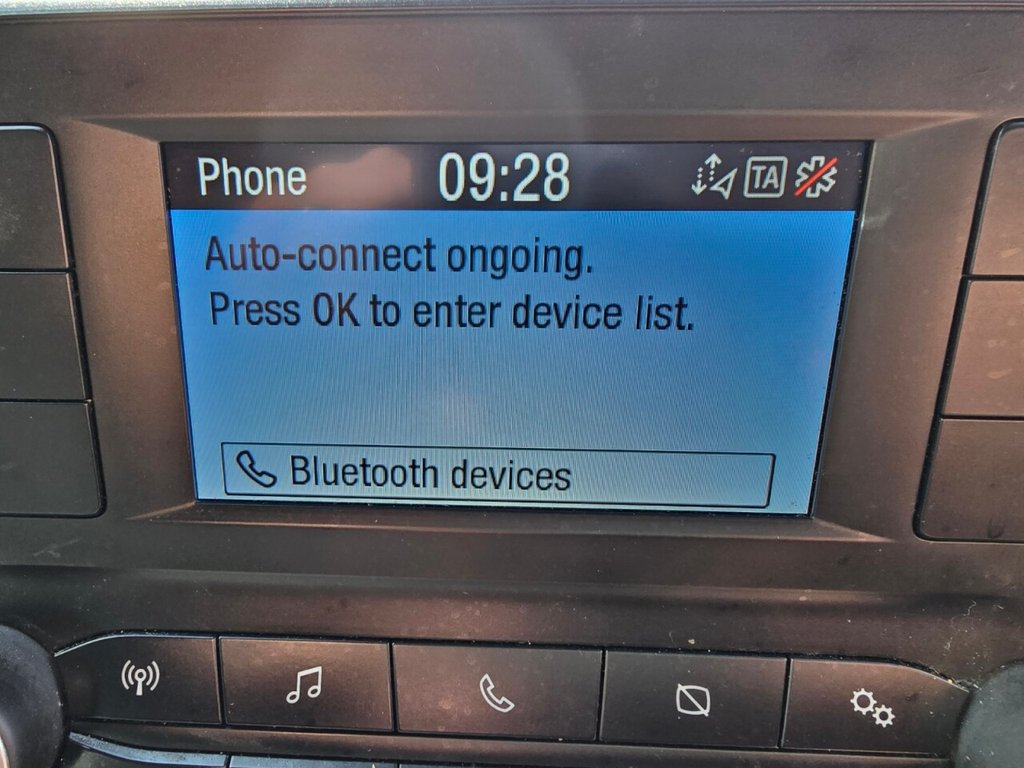 Phone 09:28 TA
Auto-connect ongoing.
Press OK to enter device list.
Bluetooth devices